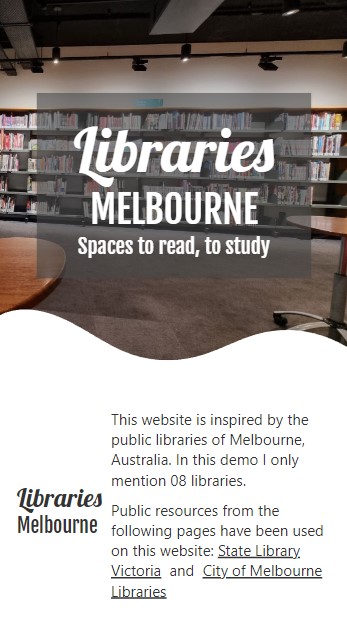 Libraries
MELBOURNE
Spaces to read, to study
This website is inspired by the
public libraries of Melbourne,
Australia. In this demo I only
mention 08 libraries.
Libraries
Melbourne
Public resources from the
following pages have been used
on this website: State Library
Victoria and City of Melbourne
Libraries